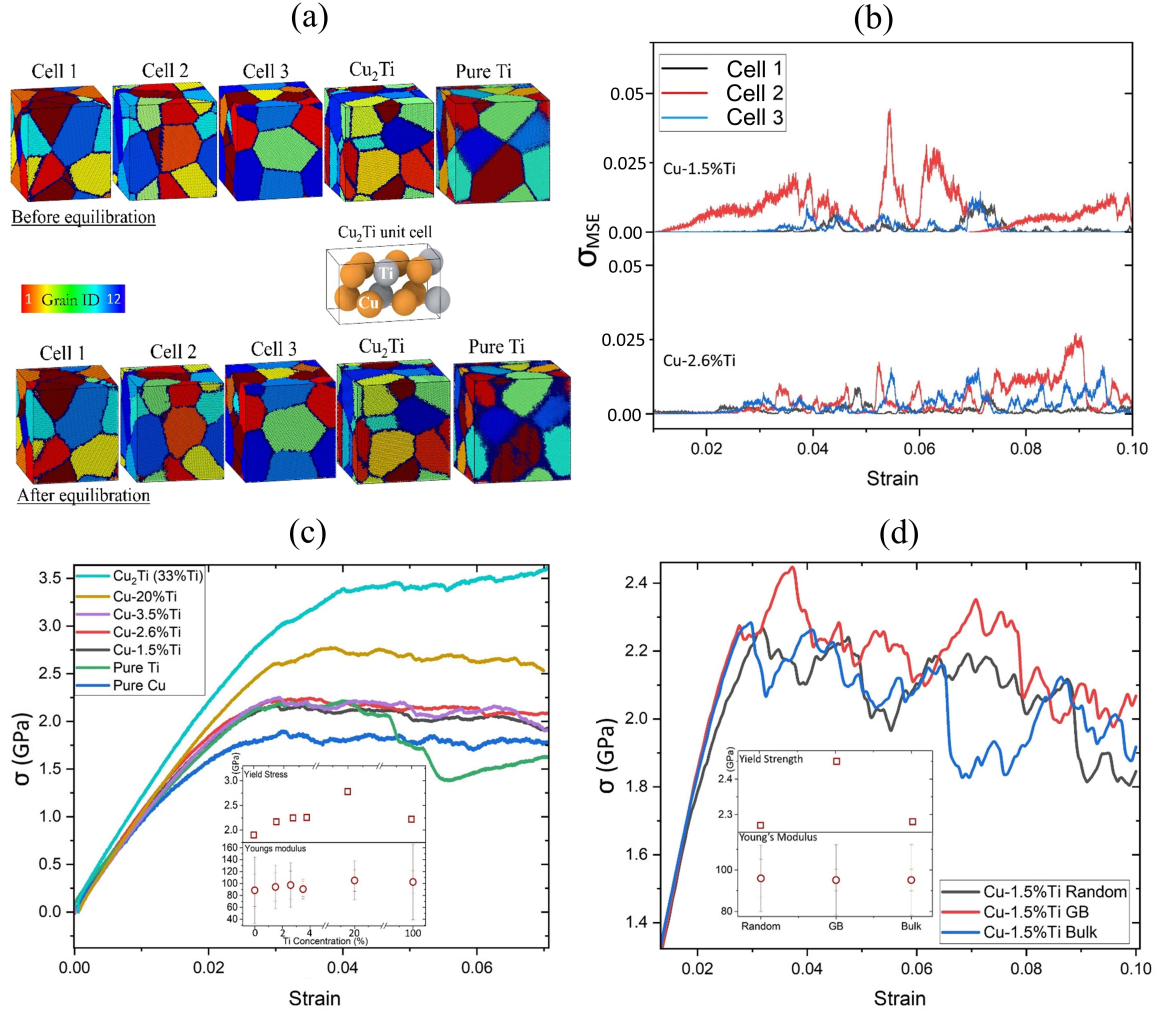 (a)
Cell 1 Cell 2 Cell 3 Cu₂Ti Pure Ti
Before equilibration
Cu₂Ti unit cell
Ti
Cu
1 Grain ID 12
Cell 1 Cell 2 Cell 3 Cu₂Ti Pure Ti
After equilibration
(b)
Cell 1
Cell 2
Cell 3
0.05
Cu-1.5%Ti
0.025
0.00
σMSE
0.05
0.025
Cu-2.6%Ti
0.00
0.02 0.04 0.06 0.08 0.10
Strain
(c)
Cu₂Ti (33%Ti)
Cu-20%Ti
Cu-3.5%Ti
Cu-2.6%Ti
Cu-1.5%Ti
Pure Ti
Pure Cu
3.5
3.0
2.5
2.0
1.5
1.0
0.5
0.0
σ (GPa)
(GPa)
Yield Stress
3.0
2.5
2.0
Youngs modulus
160
140
120
100
80
60
40
0 2 4 20 100
Ti Concentration (%)
0.00 0.02 0.04 0.06
Strain
(d)
2.4
2.2
2.0
1.8
1.6
1.4
σ (GPa)
(GPa)
Yield Strength
2.4
2.3
Young's Modulus
100
80
Random GB Bulk
Cu-1.5%Ti Random
Cu-1.5%Ti GB
Cu-1.5%Ti Bulk
0.02 0.04 0.06 0.08 0.10
Strain